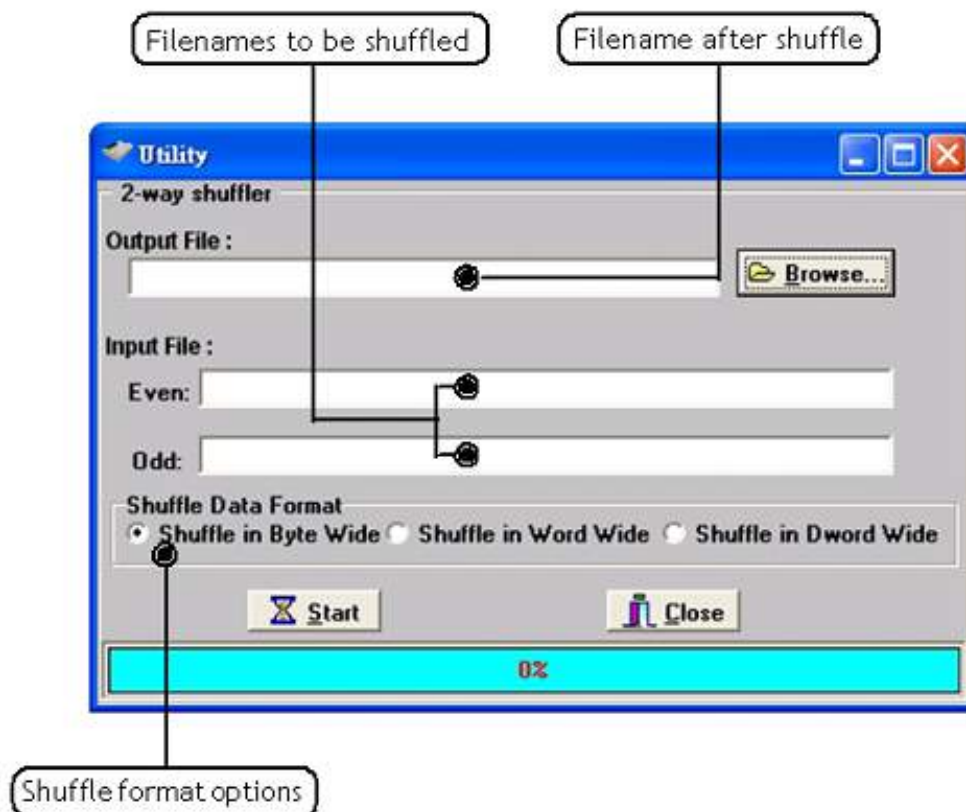 Filenames to be shuffled
Filename after shuffle
Utility
2-way shuffler
Output File :
Browse...
Input File :
Even:
Odd:
Shuffle Data Format
Shuffle in Byte Wide
Shuffle in Word Wide
Shuffle in Dword Wide
Start
Close
0%
Shuffle format options